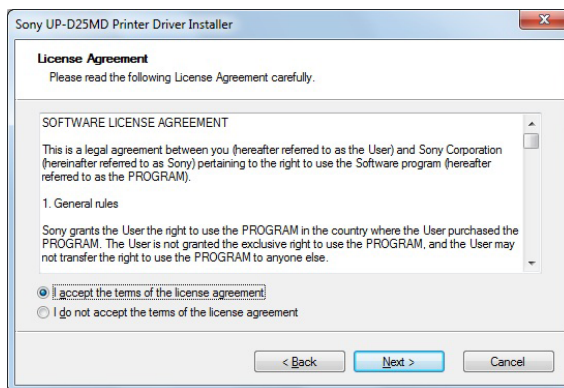 Sony UP-D25MD Printer Driver Installer
License Agreement
Please read the following License Agreement carefully.
SOFTWARE LICENSE AGREEMENT
This is a legal agreement between you (hereafter referred to as the User) and Sony Corporation
(hereinafter referred to as Sony) pertaining to the right to use the Software program (hereafter
referred to as the PROGRAM).
1. General rules
Sony grants the User the right to use the PROGRAM in the country where the User purchased the
PROGRAM. The User is not granted the exclusive right to use the PROGRAM, and the User may
not transfer the right to use the PROGRAM to anyone else.
I accept the terms of the license agreement
I do not accept the terms of the license agreement
< Back
Next >
Cancel